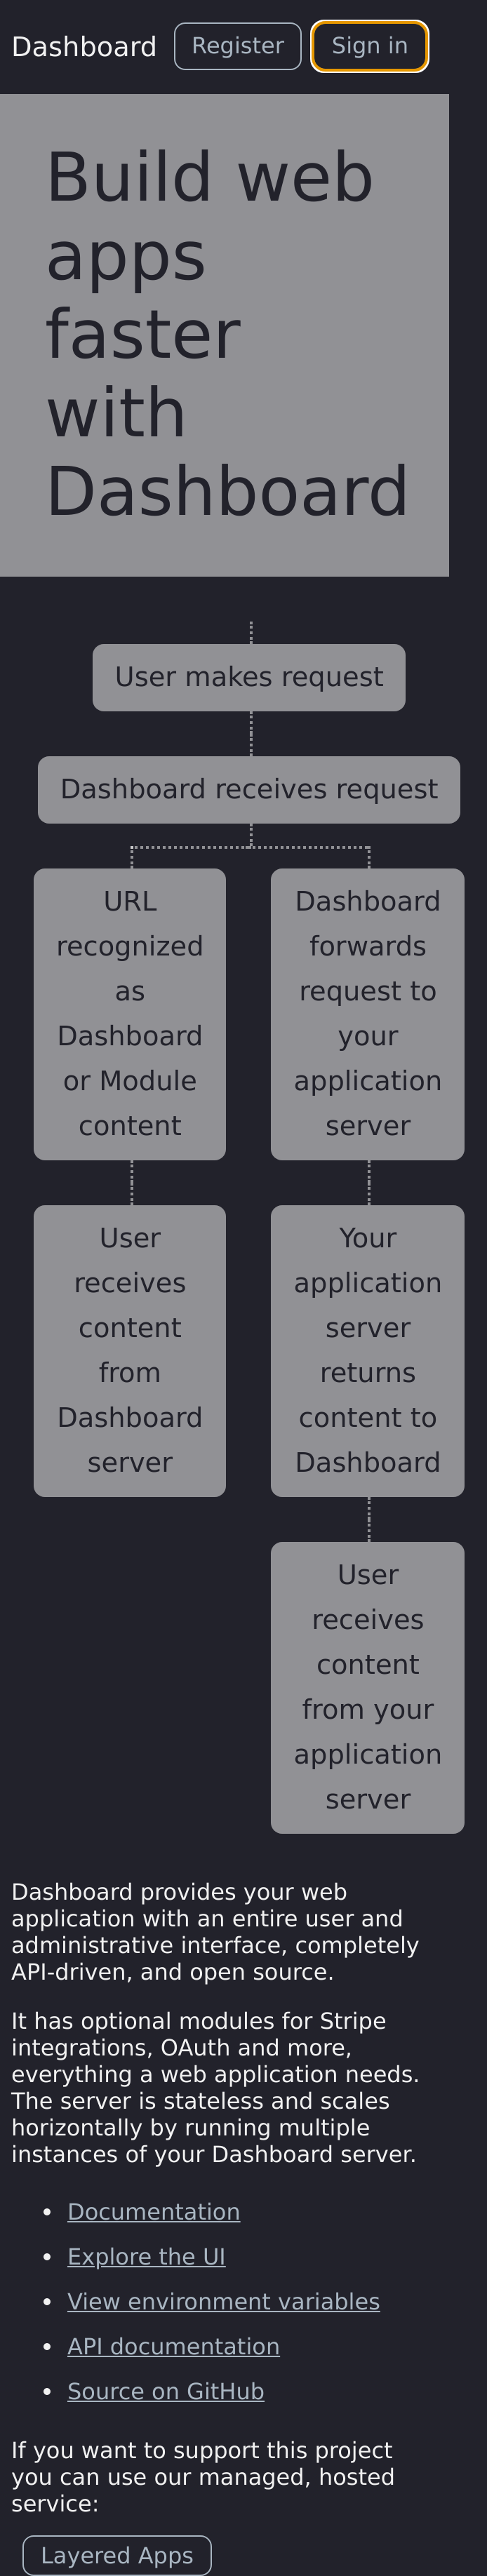 Dashboard Register Sign in
Build web
apps
faster
with
Dashboard
User makes request
Dashboard receives request
URL
recognized
as
Dashboard
or Module
content
Dashboard
forwards
request to
your
application
server
User
receives
content
from
Dashboard
server
Your
application
server
returns
content to
Dashboard
User
receives
content
from your
application
server
Dashboard provides your web
application with an entire user and
administrative interface, completely
API-driven, and open source.
It has optional modules for Stripe
integrations, OAuth and more,
everything a web application needs.
The server is stateless and scales
horizontally by running multiple
instances of your Dashboard server.
• Documentation
• Explore the UI
• View environment variables
• API documentation
• Source on GitHub
If you want to support this project
you can use our managed, hosted
service:
Layered Apps